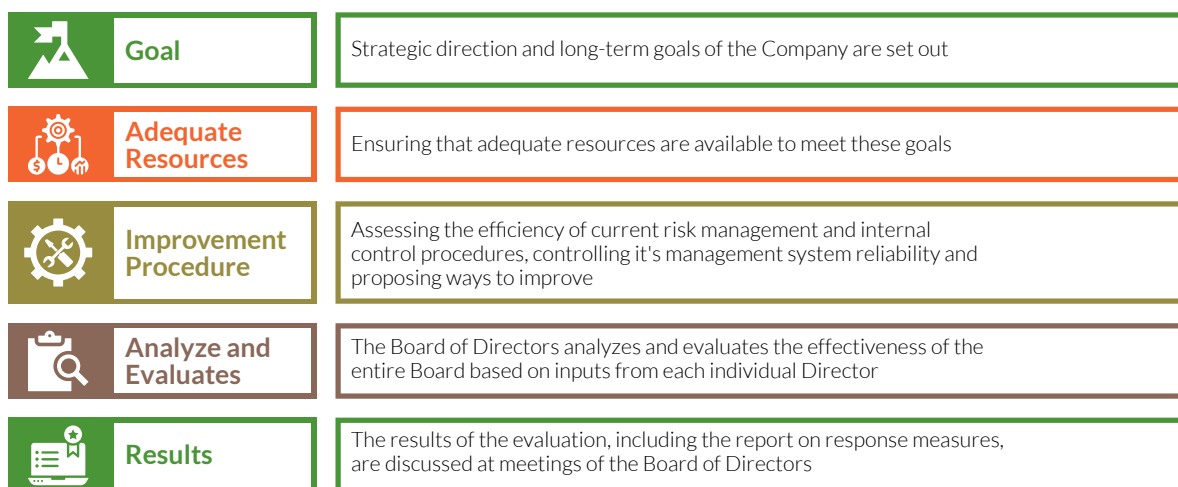 Goal
Strategic direction and long-term goals of the Company are set out
Adequate
Resources
Ensuring that adequate resources are available to meet these goals
Improvement
Procedure
Assessing the efficiency of current risk management and internal
control procedures, controlling it's management system reliability and
proposing ways to improve
Analyze and
Evaluates
The Board of Directors analyzes and evaluates the effectiveness of the
entire Board based on inputs from each individual Director
Results
The results of the evaluation, including the report on response measures,
are discussed at meetings of the Board of Directors